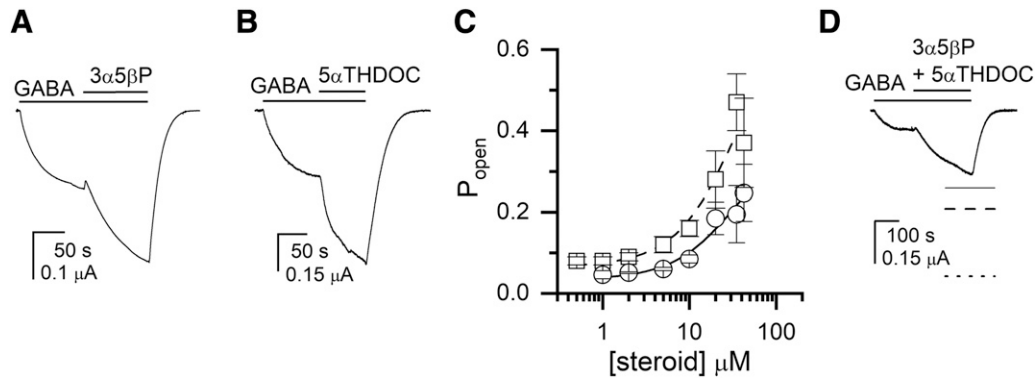 A
GABA
3α5βP
50 s
0.1 µA
B
GABA
5αTHDOC
50 s
0.15 µA
C
0.6
0.4
0.2
0.0
Popen
1
10
100
[steroid] µM
D
3α5βP
GABA + 5αTHDOC
100 s
0.15 µA